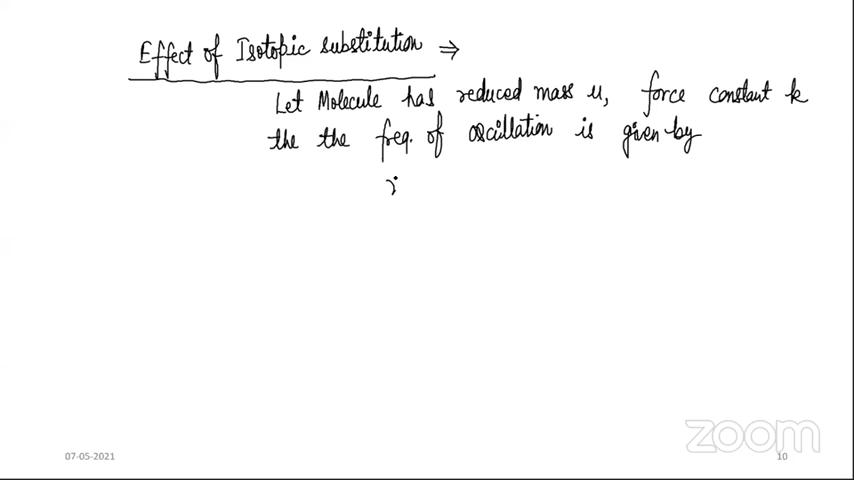 Effect of Isotopic substitution ⇒
Let Molecule has reduced mass u, force constant k
the the freq. of oscillation is given by
zoom
07-05-2021
10